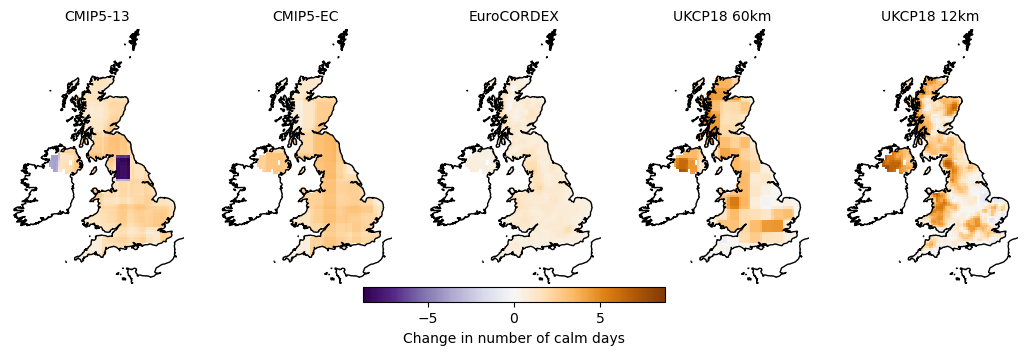 CMIP5-13 CMIP5-EC EuroCORDEX UKCP18 60km UKCP18 12km
−5 0 5
Change in number of calm days